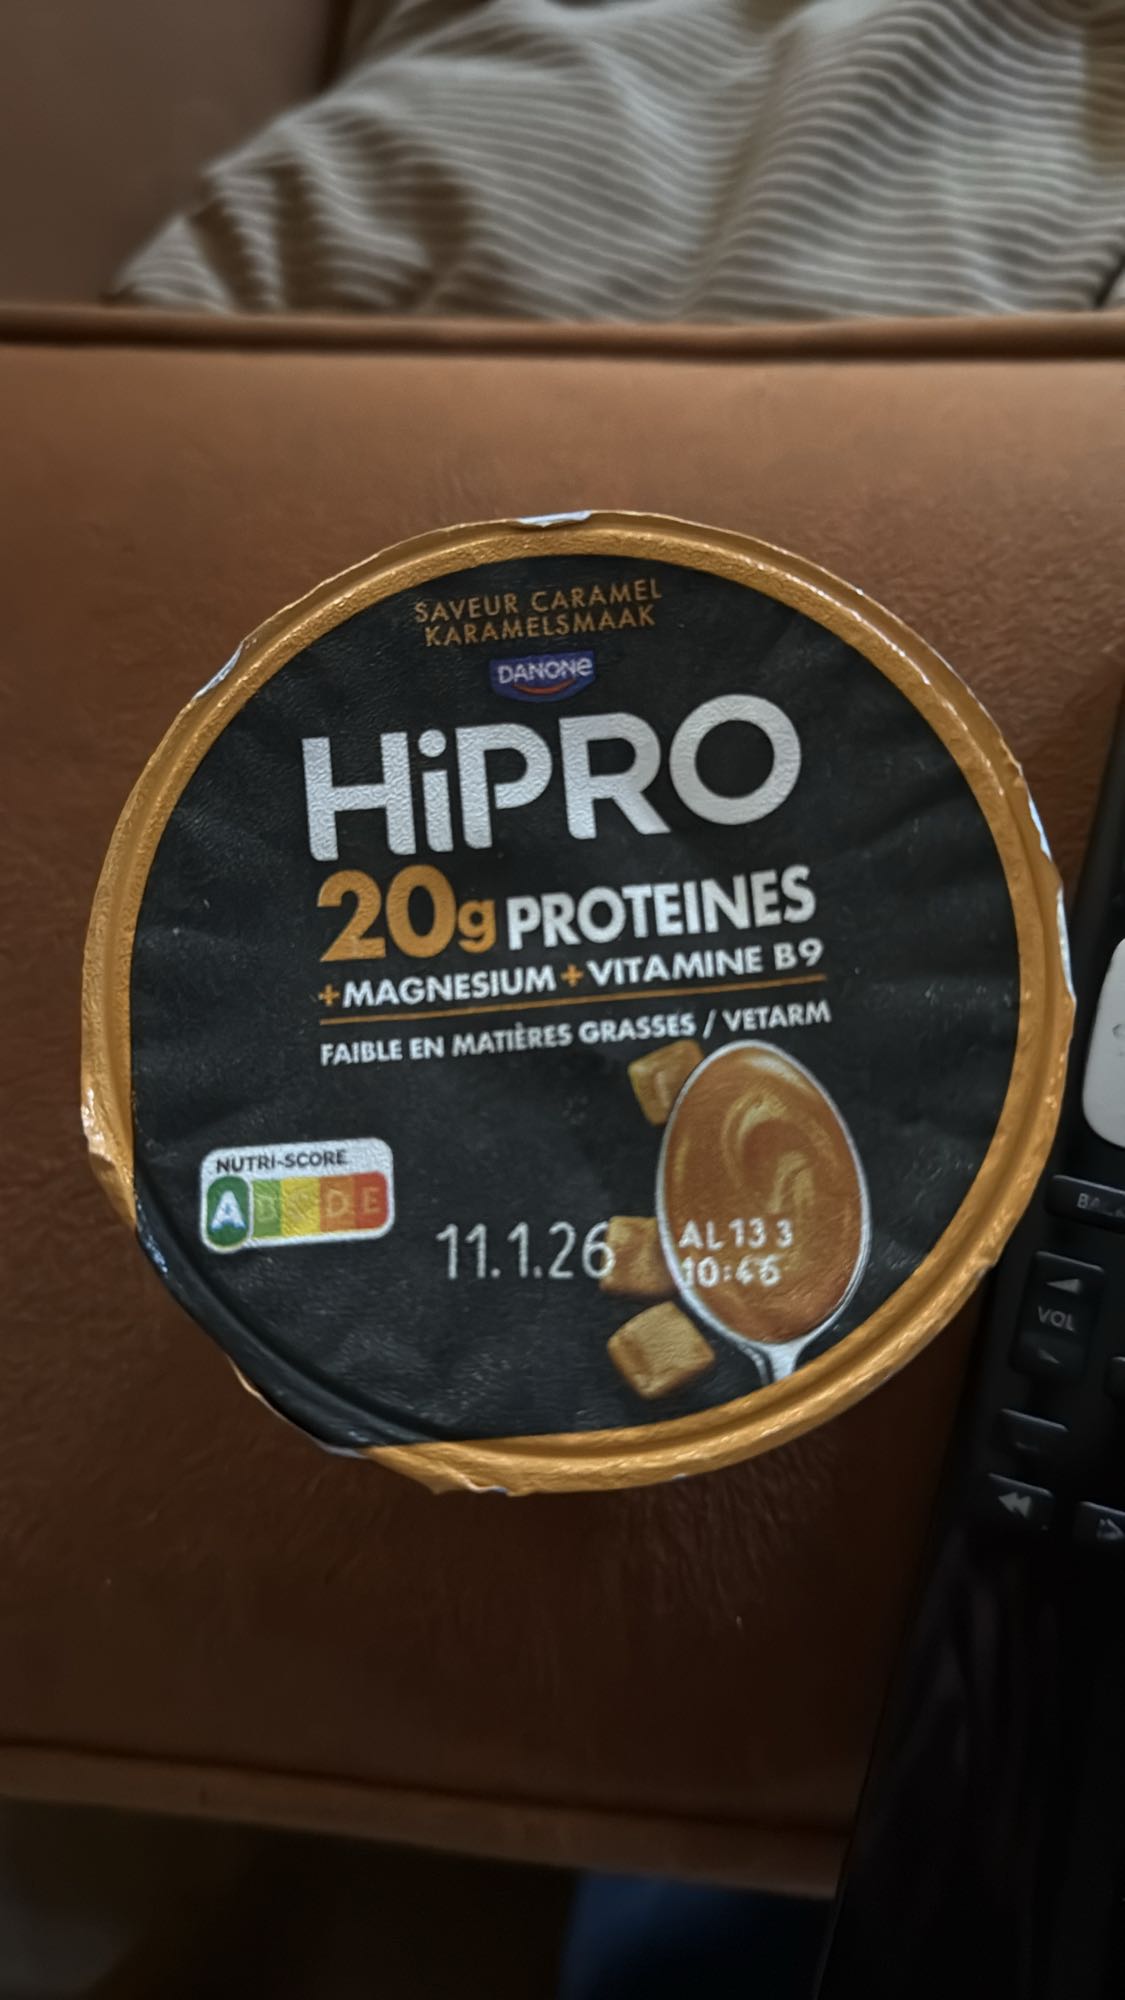 SAVEUR CARAMEL
KARAMELSMAAK
DANONE
HiPRO
20g PROTEINES
+MAGNESIUM+VITAMINE B9
FAIBLE EN MATIÈRES GRASSES / VETARM
NUTRI-SCORE
A B C D E
11.1.26
AL 13 3
10:46
VOL